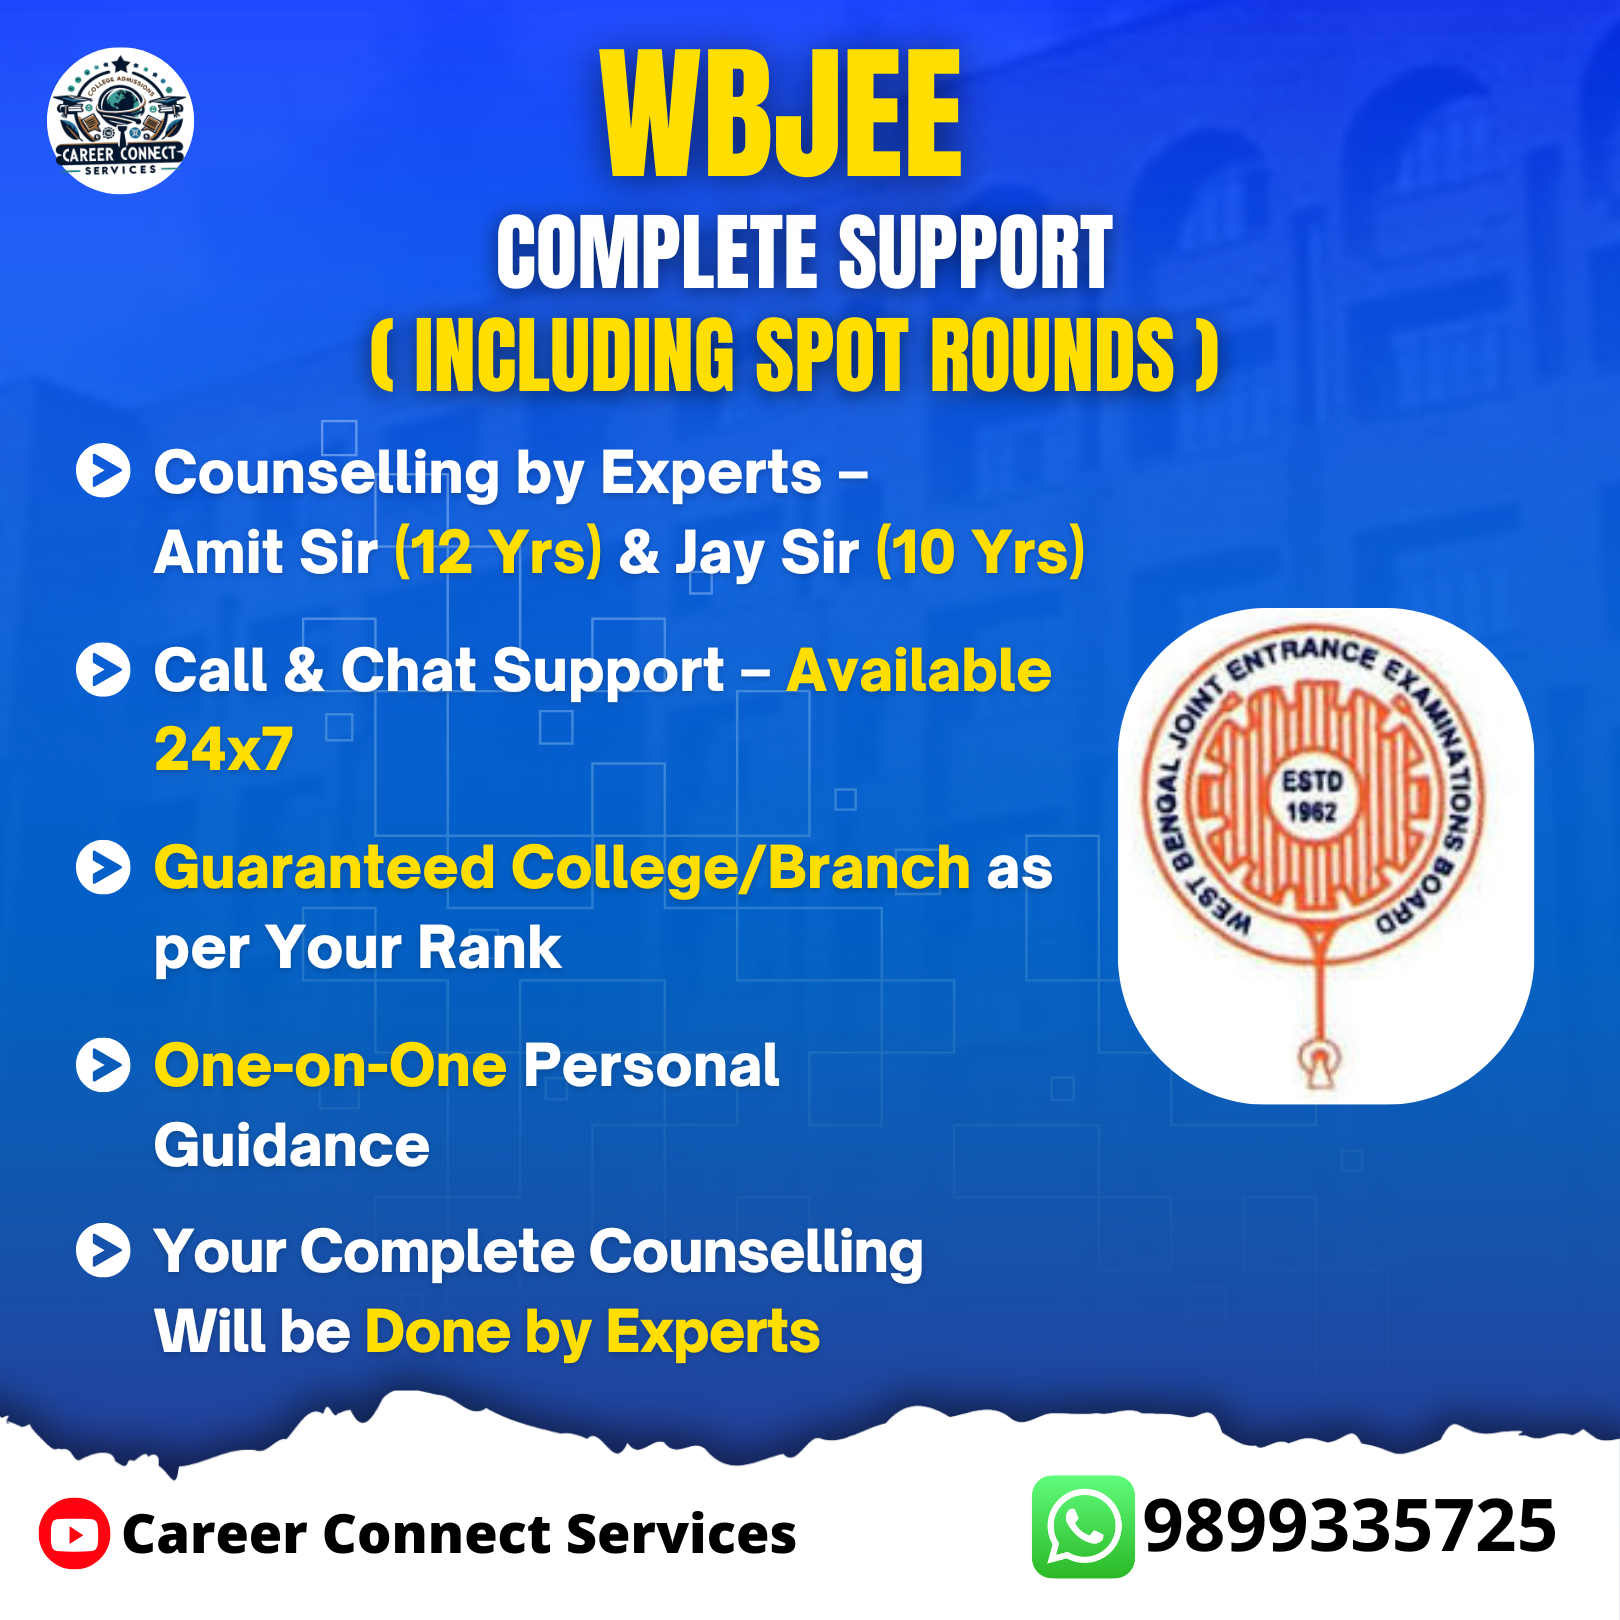 COLLEGE ADMISSIONS
CAREER CONNECT
SERVICES
WBJEE
COMPLETE SUPPORT
( INCLUDING SPOT ROUNDS )
Counselling by Experts –
Amit Sir (12 Yrs) & Jay Sir (10 Yrs)
Call & Chat Support – Available
24x7
Guaranteed College/Branch as
per Your Rank
One-on-One Personal
Guidance
Your Complete Counselling
Will be Done by Experts
WEST BENGAL JOINT ENTRANCE EXAMINATIONS BOARD
ESTD
1962
Career Connect Services
9899335725